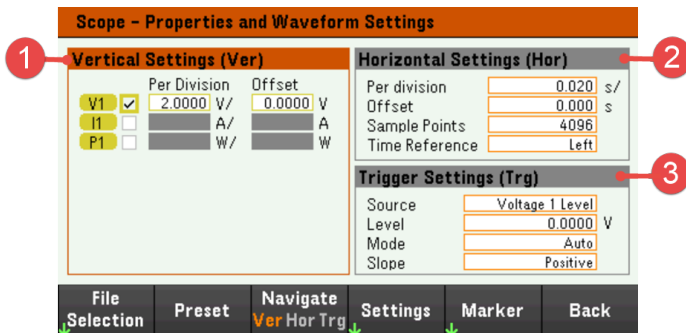 Scope - Properties and Waveform Settings
1
Vertical Settings (Ver)
Per Division Offset
V1 2.0000 V/ 0.0000 V
I1 A/ A
P1 W/ W
Horizontal Settings (Hor)
2
Per division 0.020 s/
Offset 0.000 s
Sample Points 4096
Time Reference Left
Trigger Settings (Trg)
3
Source Voltage 1 Level
Level 0.0000 V
Mode Auto
Slope Positive
File
Selection
Preset
Navigate
Ver Hor Trg
Settings
Marker
Back